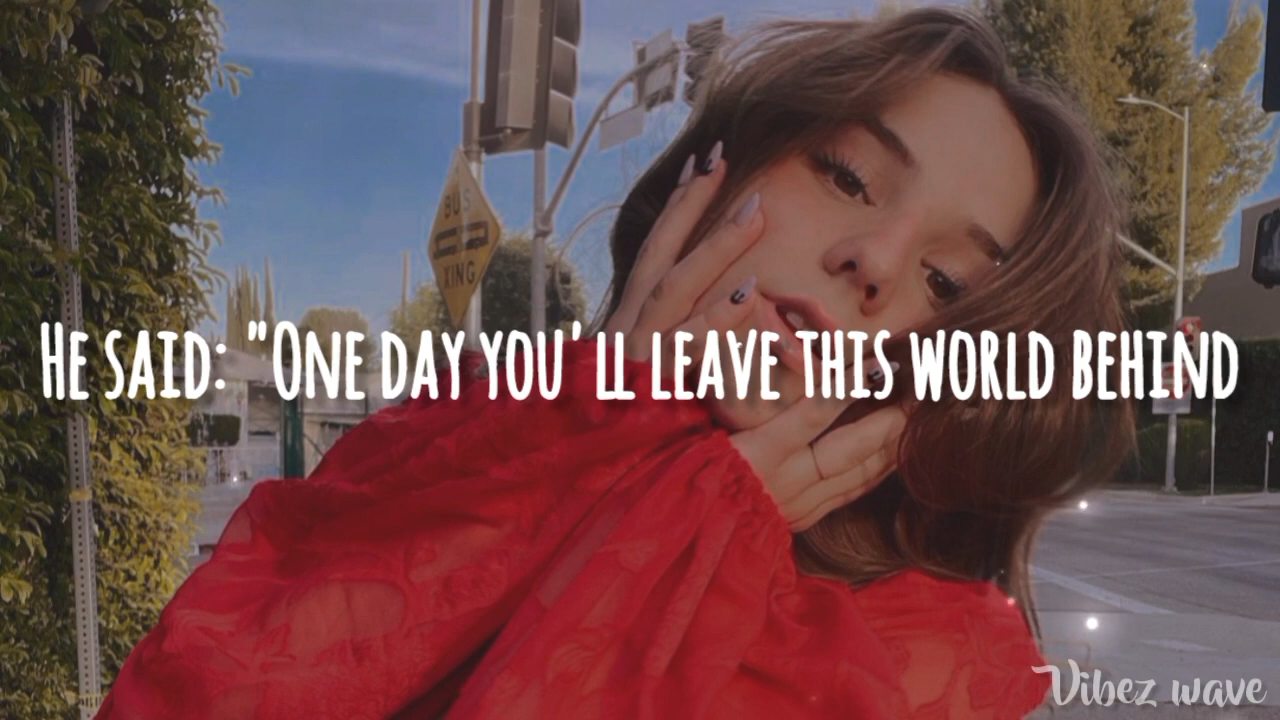 BUS
XING
HE SAID: "ONE DAY YOU'LL LEAVE THIS WORLD BEHIND
Vibez wave